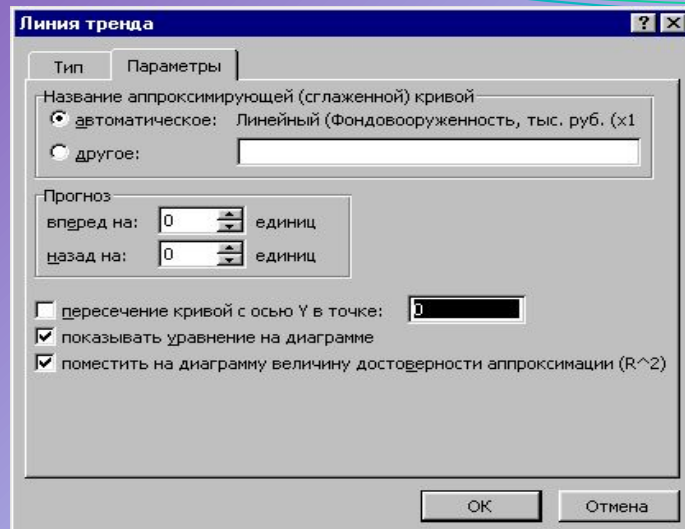 Линия тренда
Тип Параметры
Название аппроксимирующей (сглаженной) кривой
автоматическое: Линейный (Фондовооруженность, тыс. руб. (x1
другое:
Прогноз
вперед на: 0 единиц
назад на: 0 единиц
пересечение кривой с осью Y в точке: 0
показывать уравнение на диаграмме
поместить на диаграмму величину достоверности аппроксимации (R^2)
ОК Отмена